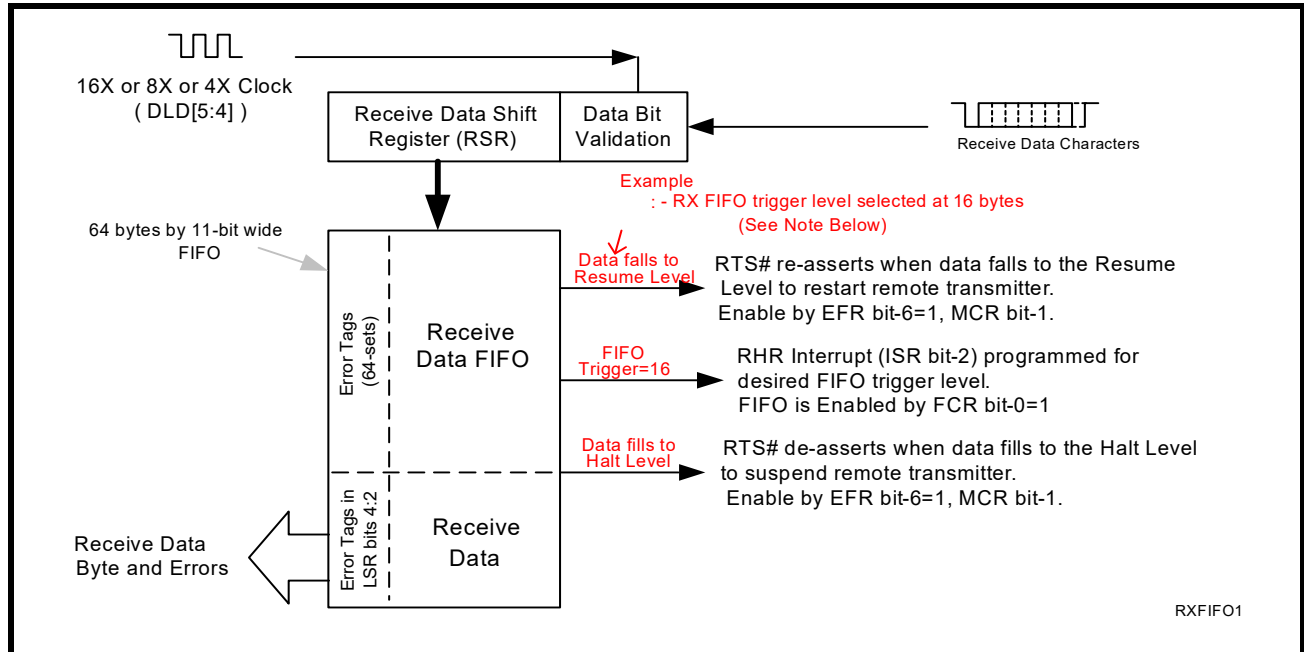 16X or 8X or 4X Clock
( DLD[5:4] )
Receive Data Shift
Register (RSR)
Data Bit
Validation
Receive Data Characters
Example
: - RX FIFO trigger level selected at 16 bytes
(See Note Below)
64 bytes by 11-bit wide
FIFO
Error Tags
(64-sets)
Receive
Data FIFO
Data falls to
Resume Level
RTS# re-asserts when data falls to the Resume
Level to restart remote transmitter.
Enable by EFR bit-6=1, MCR bit-1.
FIFO
Trigger=16
RHR Interrupt (ISR bit-2) programmed for
desired FIFO trigger level.
FIFO is Enabled by FCR bit-0=1
Data fills to
Halt Level
RTS# de-asserts when data fills to the Halt Level
to suspend remote transmitter.
Enable by EFR bit-6=1, MCR bit-1.
Error Tags in
LSR bits 4:2
Receive
Data
Receive Data
Byte and Errors
RXFIFO1